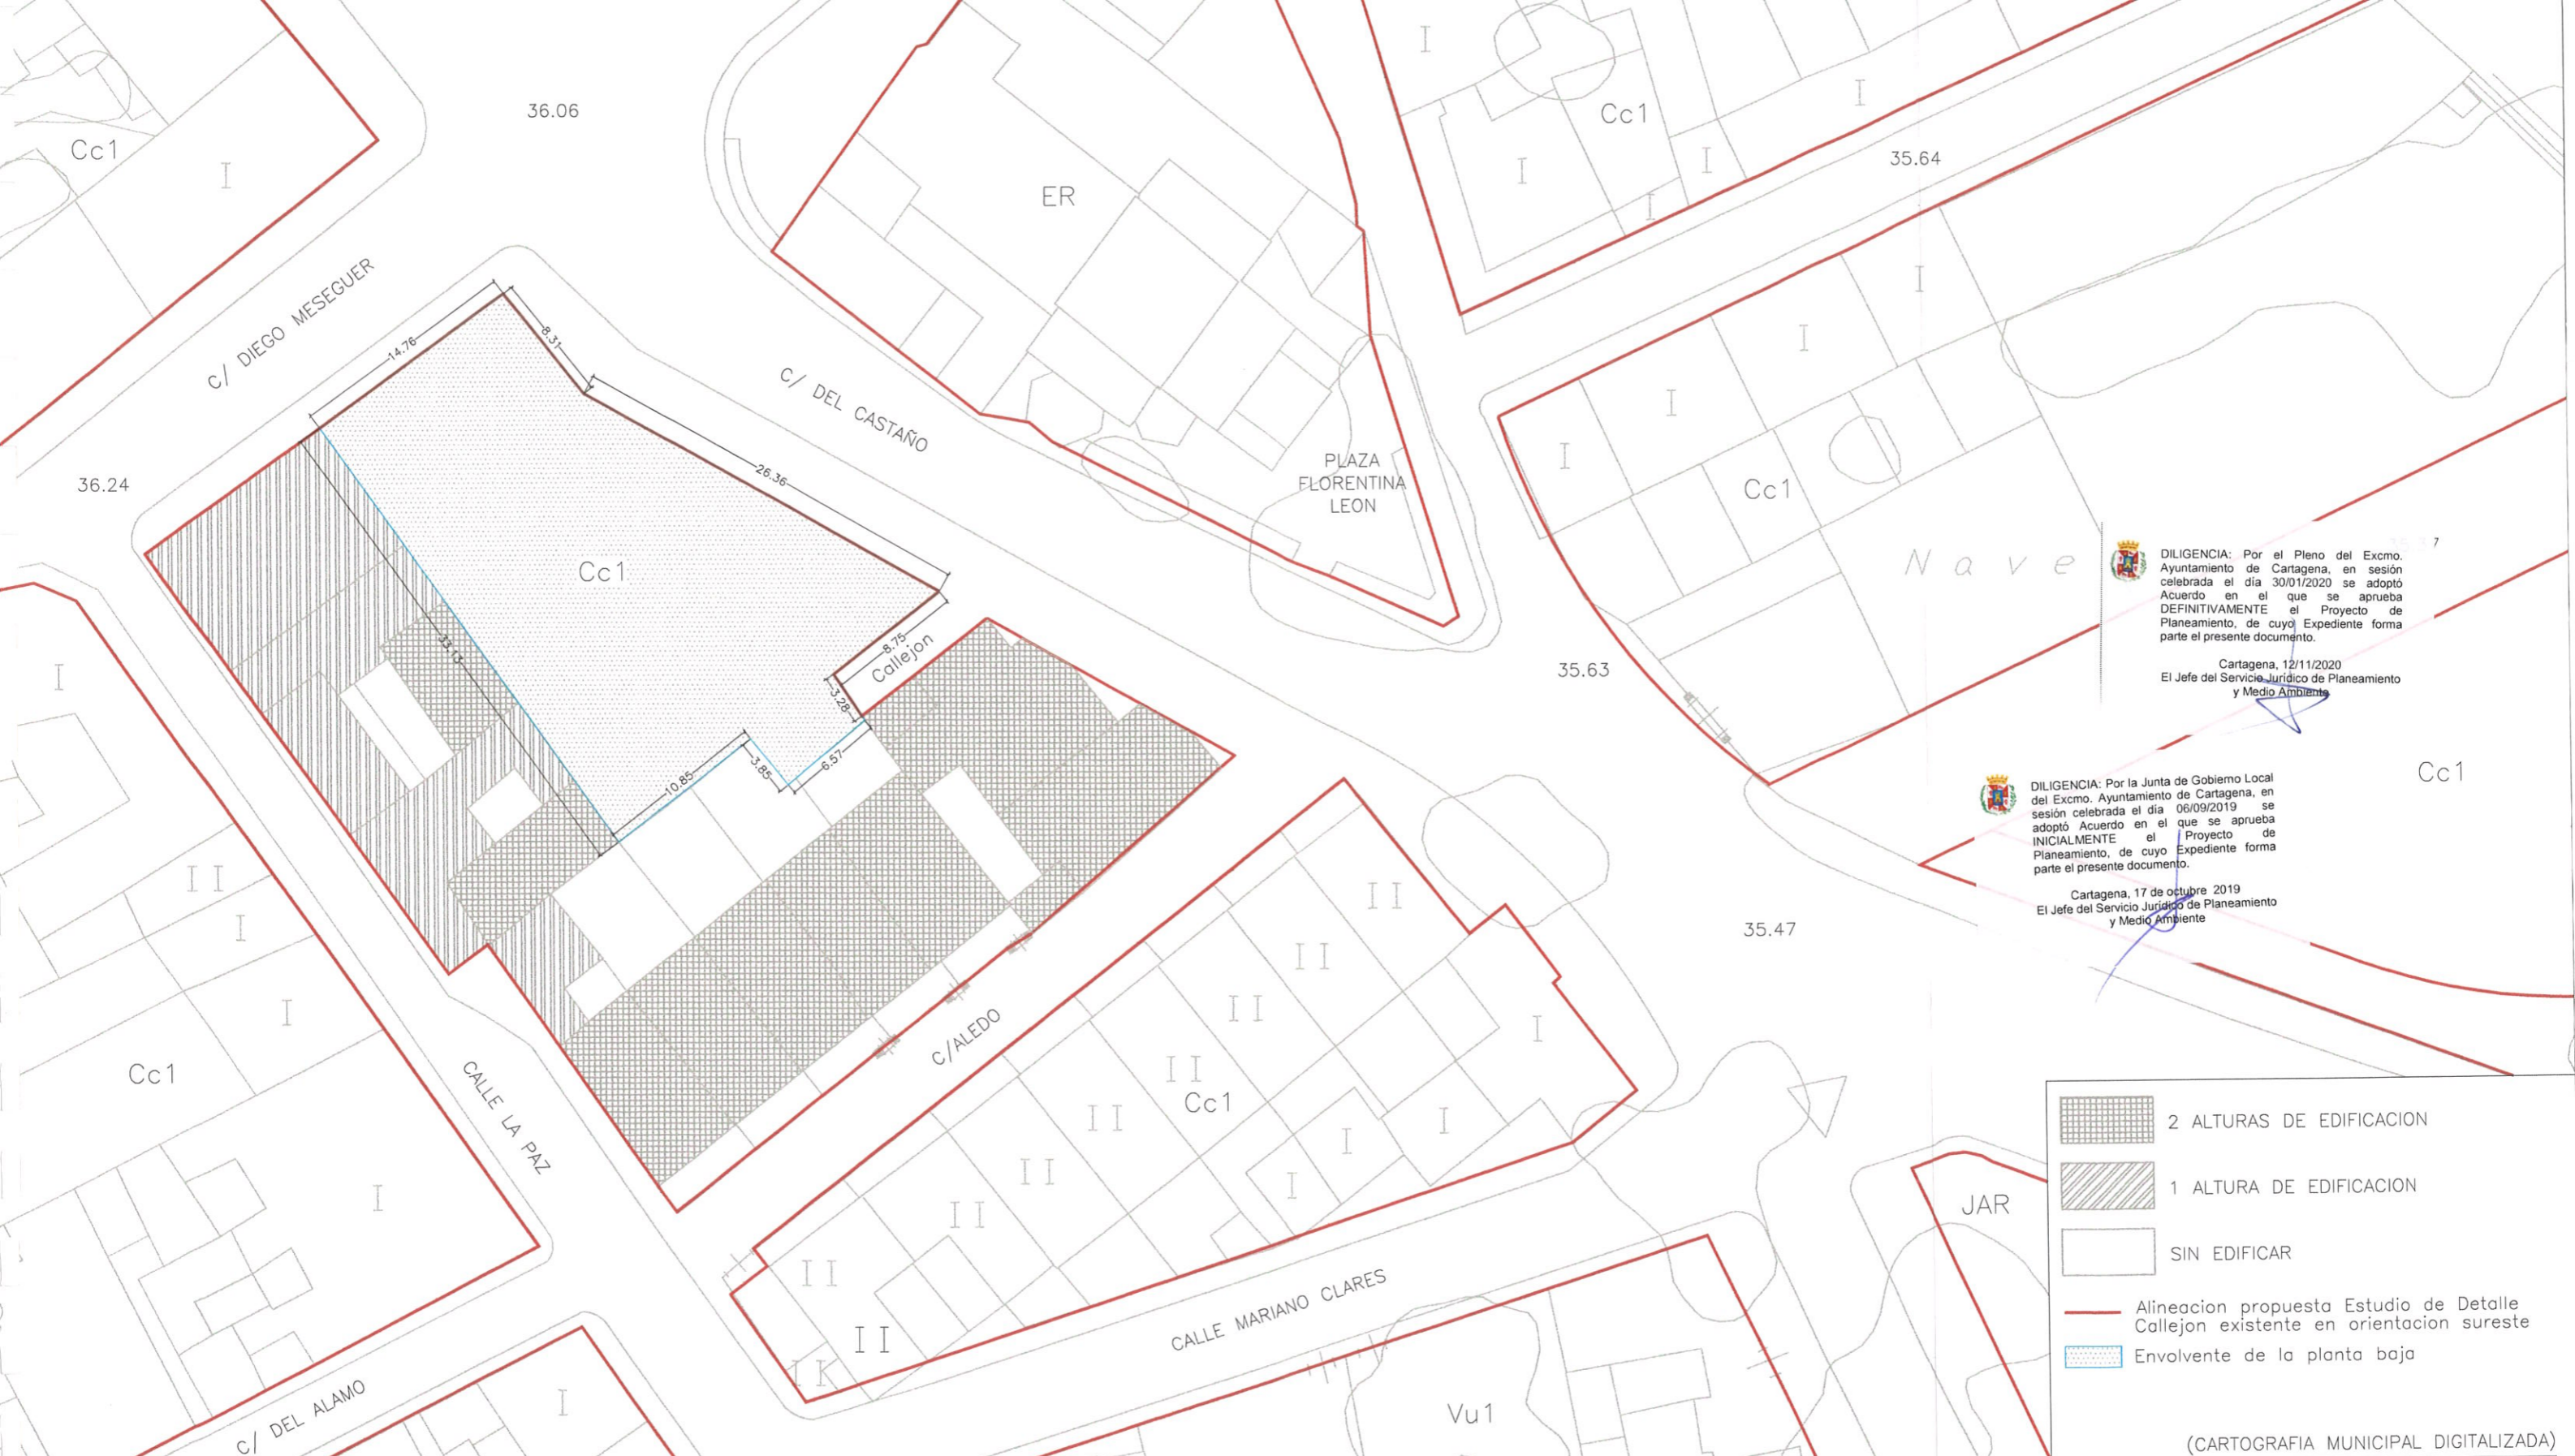 36.06
Cc1
I
ER
I
Cc1
I
I
I
I
35.64
C/ DIEGO MESEGUER
14.76
8.31
C/ DEL CASTAÑO
26.36
36.24
Cc1
33.13
8.75
Callejon
3.28
10.85
3.85
6.57
PLAZA
FLORENTINA
LEON
I
I
I
I
Cc1
Nave
35.63
DILIGENCIA: Por el Pleno del Excmo.
Ayuntamiento de Cartagena, en sesión
celebrada el día 30/01/2020 se adoptó
Acuerdo en el que se aprueba
DEFINITIVAMENTE el Proyecto de
Planeamiento, de cuyo Expediente forma
parte el presente documento.
Cartagena, 12/11/2020
El Jefe del Servicio Jurídico de Planeamiento
y Medio Ambiente
DILIGENCIA: Por la Junta de Gobierno Local
del Excmo. Ayuntamiento de Cartagena, en
sesión celebrada el día 06/09/2019 se
adoptó Acuerdo en el que se aprueba
INICIALMENTE el Proyecto de
Planeamiento, de cuyo Expediente forma
parte el presente documento.
Cartagena, 17 de octubre 2019
El Jefe del Servicio Jurídico de Planeamiento
y Medio Ambiente
Cc1
35.47
I
II
I
I
Cc1
I
CALLE LA PAZ
C/ALEDO
II
II
II
II
Cc1
II
II
II
II
II
I
I
I
I
CALLE MARIANO CLARES
C/ DEL ALAMO
I
Vu1
JAR
2 ALTURAS DE EDIFICACION
1 ALTURA DE EDIFICACION
SIN EDIFICAR
Alineacion propuesta Estudio de Detalle
Callejon existente en orientacion sureste
Envolvente de la planta baja
(CARTOGRAFIA MUNICIPAL DIGITALIZADA)